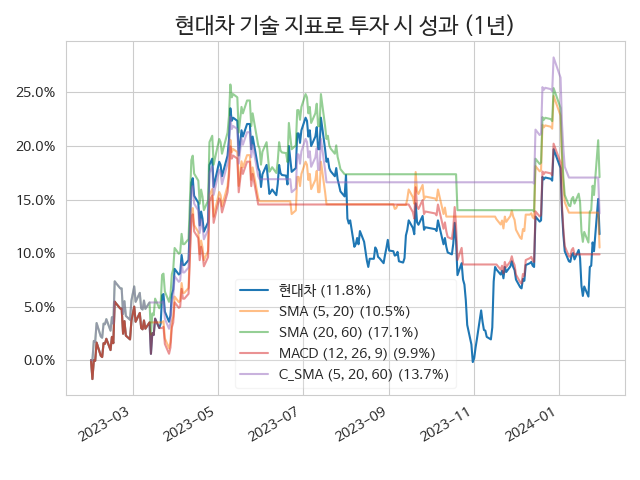 현대차 기술 지표로 투자 시 성과 (1년)
25.0%
20.0%
15.0%
10.0%
5.0%
0.0%
현대차 (11.8%)
SMA (5, 20) (10.5%)
SMA (20, 60) (17.1%)
MACD (12, 26, 9) (9.9%)
C_SMA (5, 20, 60) (13.7%)
2023-03
2023-05
2023-07
2023-09
2023-11
2024-01